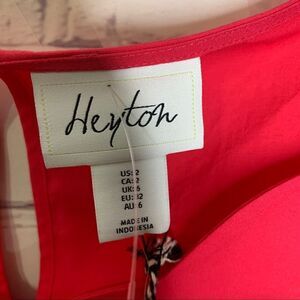 Heyton
US: 2
CA: 2
UK: 6
EU: 32
AU: 6
MADE IN
INDONESIA